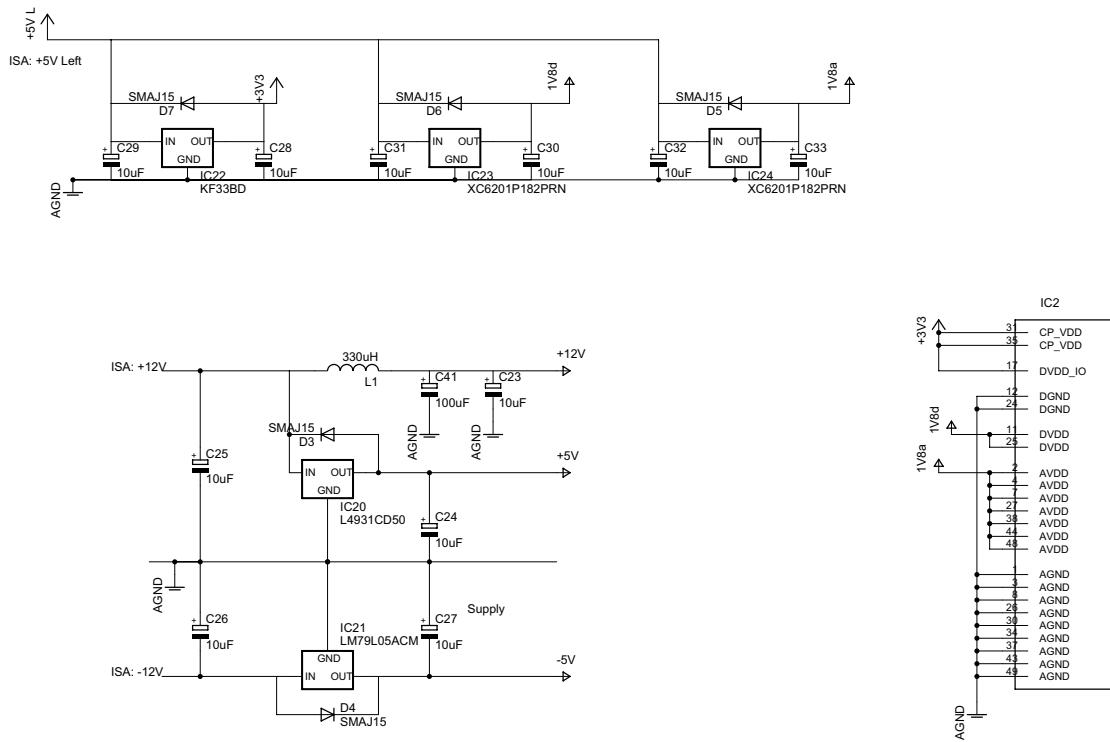 +5V L
ISA: +5V Left
SMAJ15
D7
+3V3
C29
10uF
IN
OUT
GND
IC22
KF33BD
C28
10uF
AGND
SMAJ15
D6
1V8d
C31
10uF
IN
OUT
GND
IC23
XC6201P182PRN
C30
10uF
SMAJ15
D5
1V8a
C32
10uF
IN
OUT
GND
IC24
XC6201P182PRN
C33
10uF
ISA: +12V
330uH
L1
+12V
C41
100uF
AGND
C23
10uF
AGND
SMAJ15
D3
IN
OUT
GND
IC20
L4931CD50
+5V
C25
10uF
C24
10uF
AGND
C26
10uF
IC21
LM79L05ACM
GND
IN
OUT
C27
10uF
Supply
ISA: -12V
-5V
D4
SMAJ15
IC2
+3V3
31 CP_VDD
35 CP_VDD
17 DVDD_IO
12 DGND
24 DGND
1V8d
11 DVDD
25 DVDD
1V8a
2 AVDD
4 AVDD
7 AVDD
27 AVDD
38 AVDD
44 AVDD
48 AVDD
1 AGND
3 AGND
8 AGND
26 AGND
30 AGND
34 AGND
37 AGND
43 AGND
49 AGND
AGND